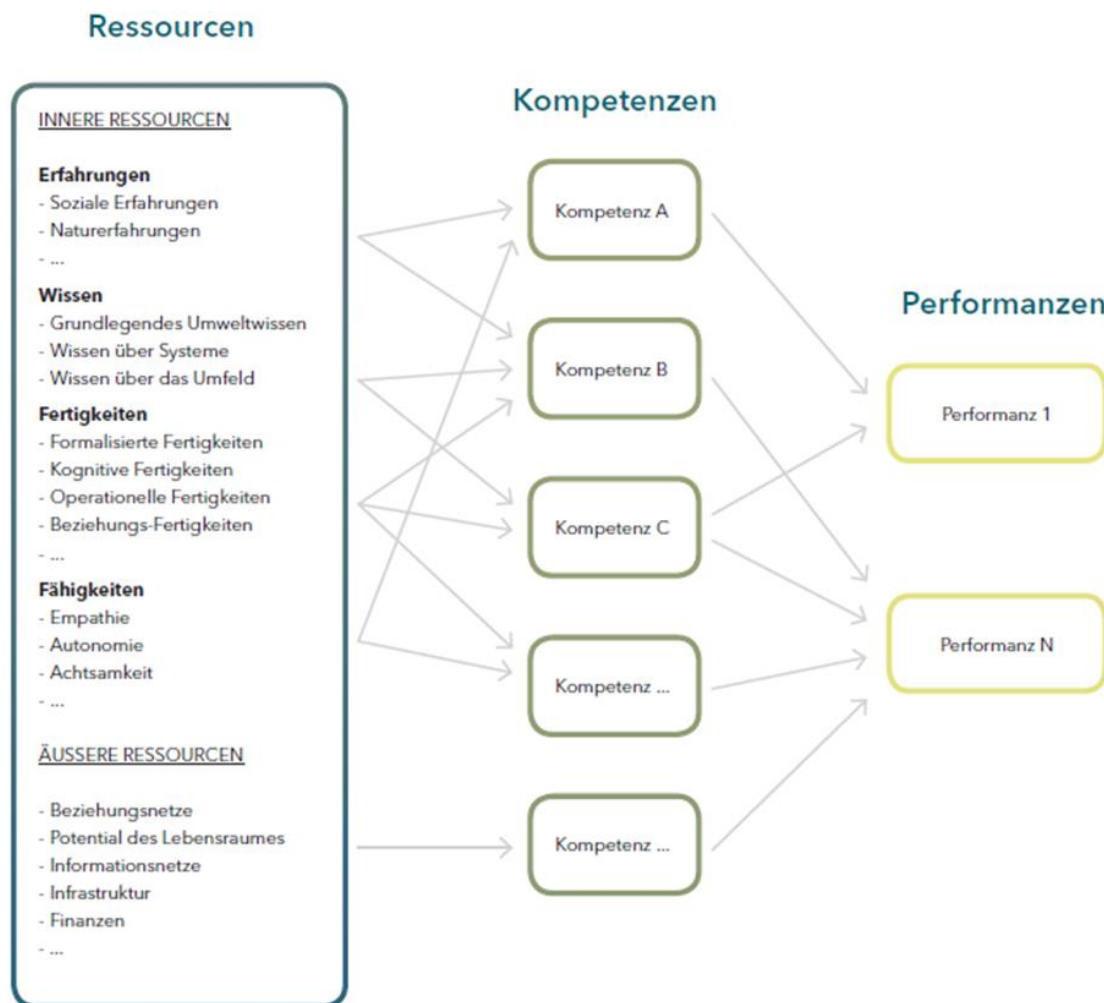 Ressourcen
INNERE RESSOURCEN
Erfahrungen
- Soziale Erfahrungen
- Naturerfahrungen
- ...
Wissen
- Grundlegendes Umweltwissen
- Wissen über Systeme
- Wissen über das Umfeld
Fertigkeiten
- Formalisierte Fertigkeiten
- Kognitive Fertigkeiten
- Operationelle Fertigkeiten
- Beziehungs-Fertigkeiten
- ...
Fähigkeiten
- Empathie
- Autonomie
- Achtsamkeit
- ...
ÄUSSERE RESSOURCEN
- Beziehungsnetze
- Potential des Lebensraumes
- Informationsnetze
- Infrastruktur
- Finanzen
- ...
Kompetenzen
Kompetenz A
Kompetenz B
Kompetenz C
Kompetenz ...
Kompetenz ...
Performanzen
Performanz 1
Performanz N